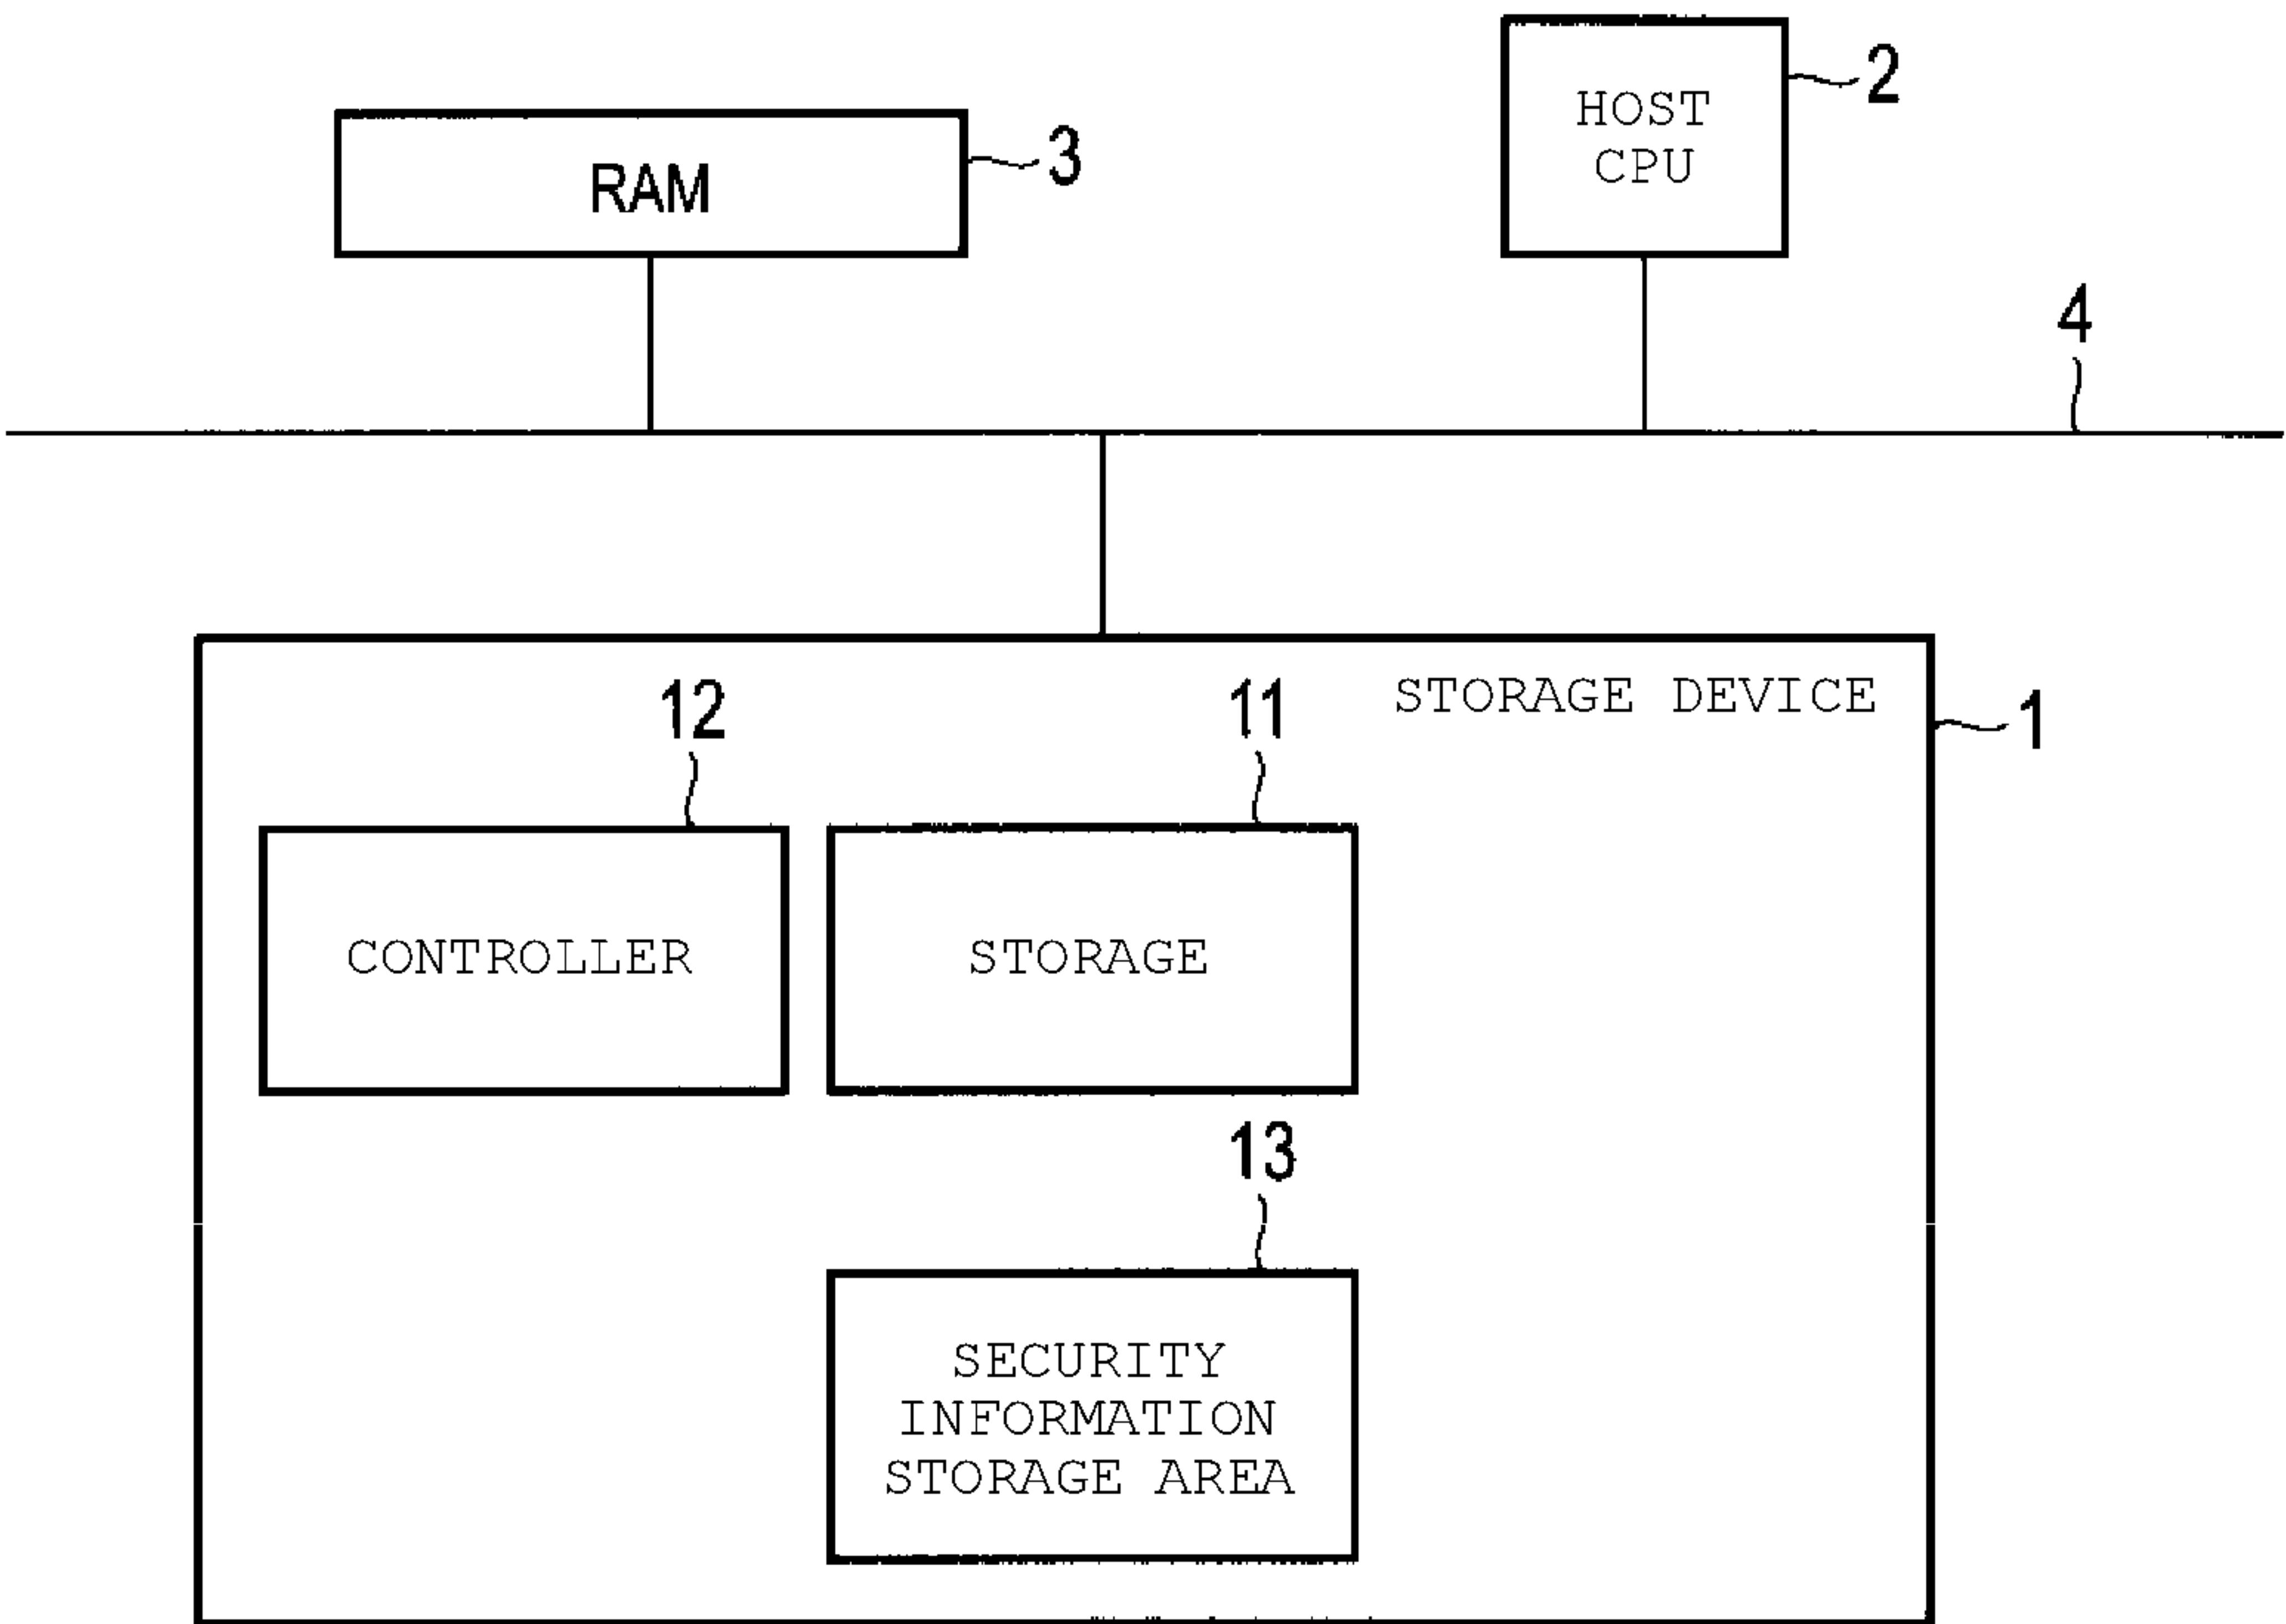 HOST
CPU
2
RAM
3
4
STORAGE DEVICE
1
12
11
CONTROLLER
STORAGE
13
SECURITY
INFORMATION
STORAGE AREA